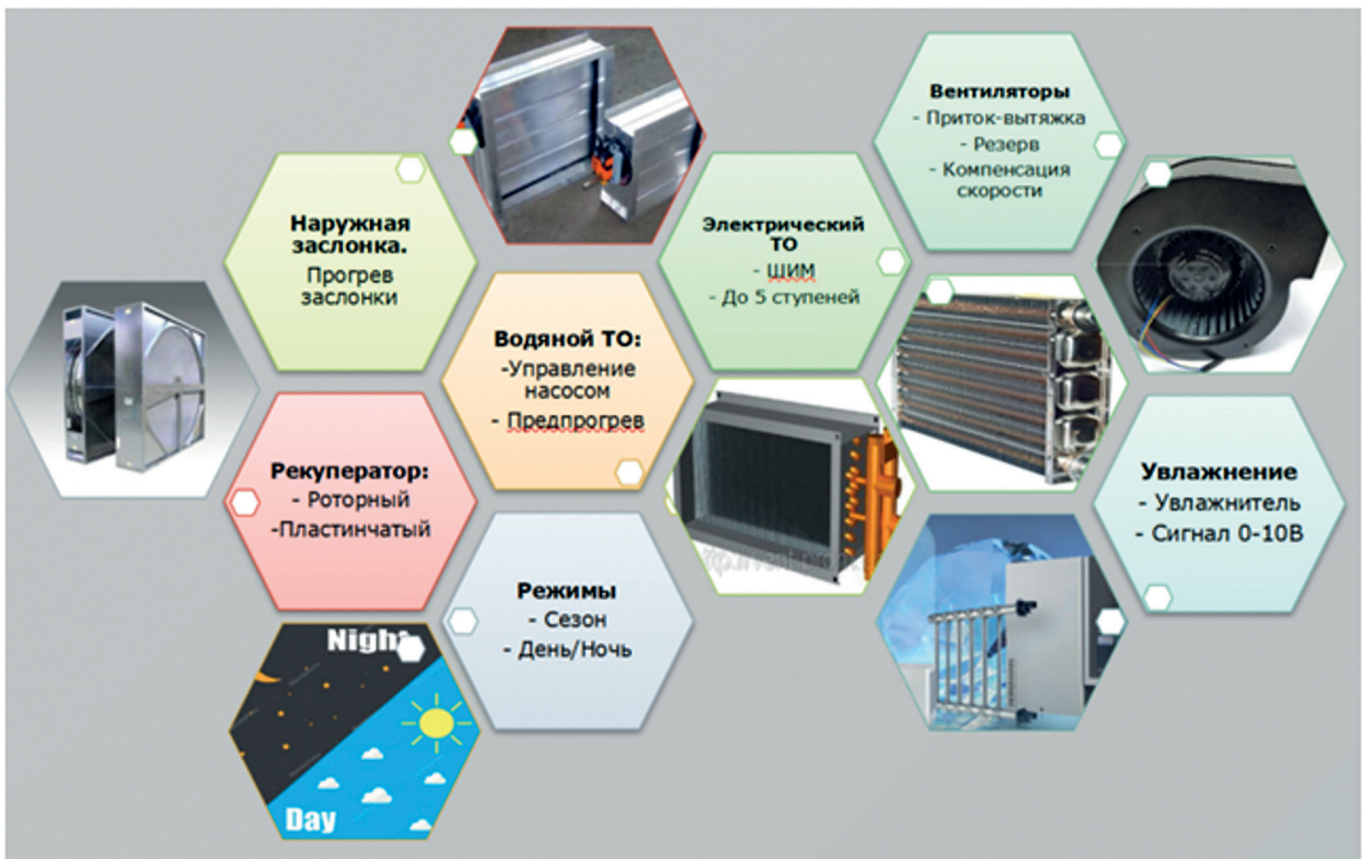 Вентиляторы
- Приток-вытяжка
- Резерв
- Компенсация
скорости
Наружная
заслонка.
Прогрев
заслонки
Электрический
ТО
- ШИМ
- До 5 ступеней
Водяной ТО:
-Управление
насосом
- Предпрогрев
Рекуператор:
- Роторный
-Пластинчатый
Увлажнение
- Увлажнитель
- Сигнал 0-10В
Режимы
- Сезон
- День/Ночь
Night
Day